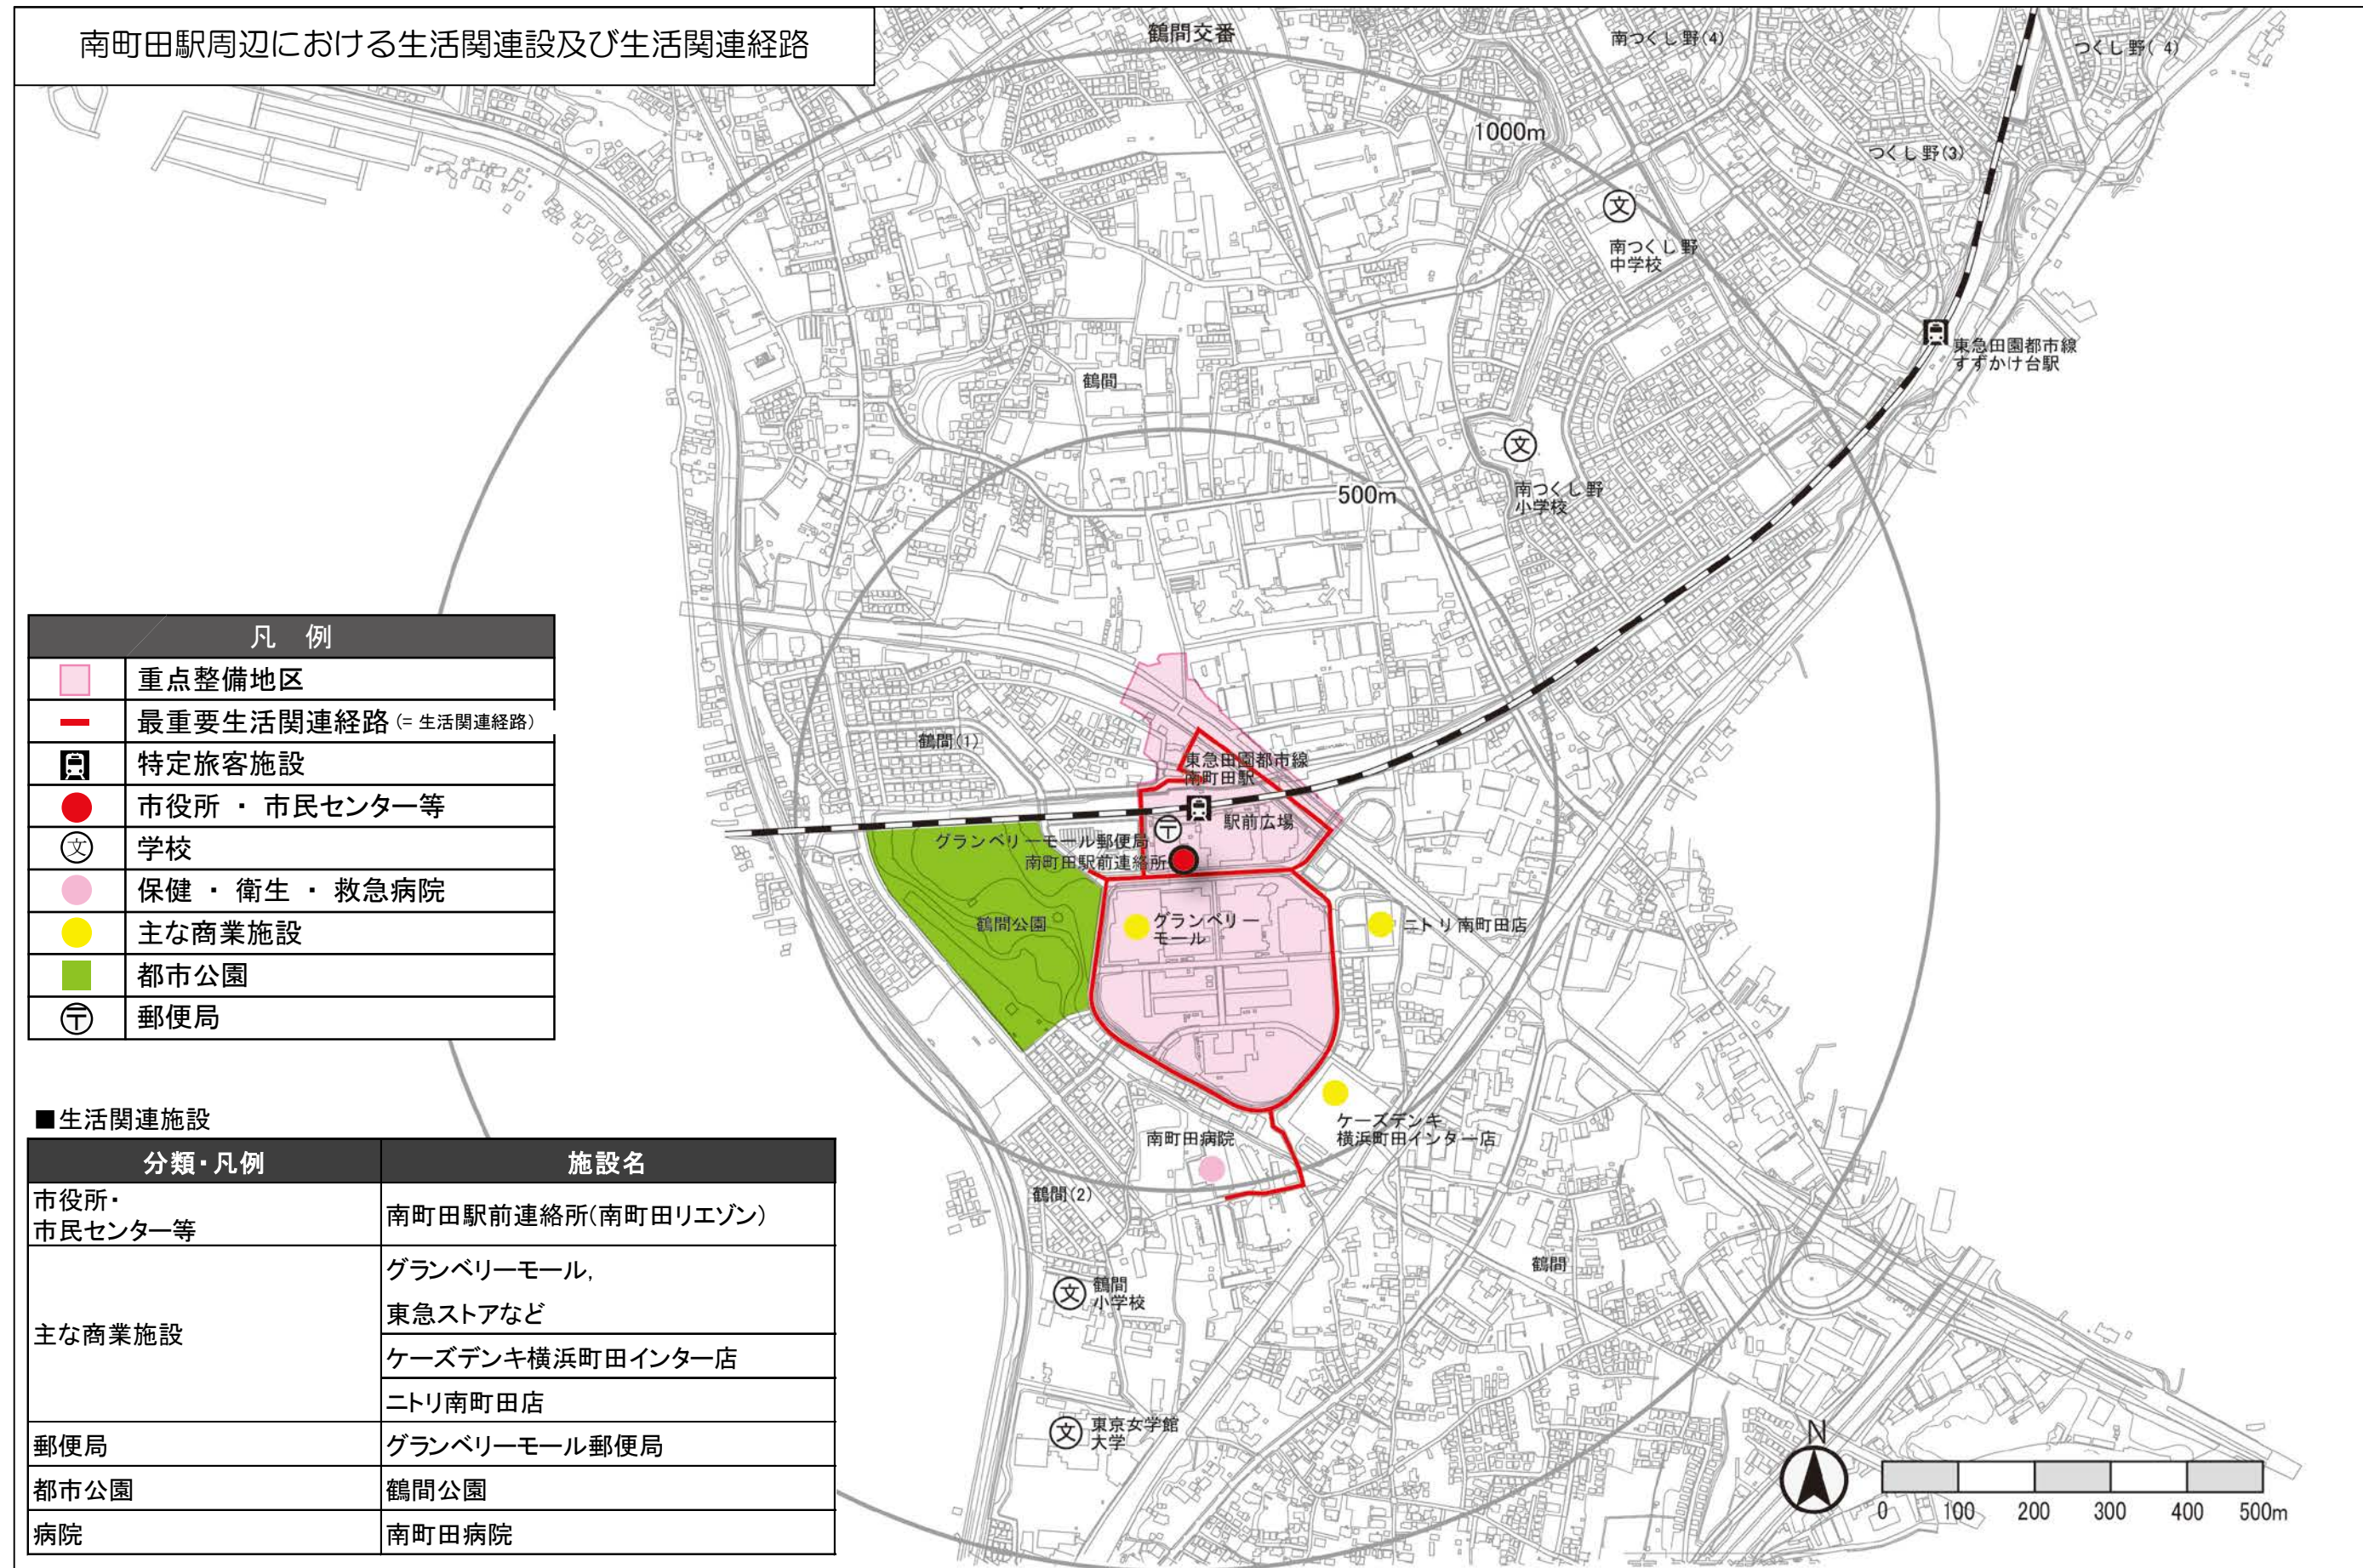 南町田駅周辺における生活関連設及び生活関連経路
鶴間交番
南つくし野(4)
つくし野(4)
1000m
つくし野(3)
文
南つくし野
中学校
東急田園都市線
すずかけ台駅
鶴間
文
500m
南つくし野
小学校
凡 例
重点整備地区
最重要生活関連経路(= 生活関連経路)
特定旅客施設
市役所 ・ 市民センター等
文 学校
保健 ・ 衛生 ・ 救急病院
主な商業施設
都市公園
〒 郵便局
鶴間(1)
東急田園都市線
南町田駅
駅前広場
〒
グランベリーモール郵便局
南町田駅前連絡所
鶴間公園
グランベリー
モール
ニトリ南町田店
ケーズデンキ
横浜町田インター店
南町田病院
鶴間(2)
鶴間
文 鶴間
小学校
文 東京女学館
大学
■生活関連施設
分類・凡例 施設名
市役所・
市民センター等 南町田駅前連絡所(南町田リエゾン)
主な商業施設 グランベリーモール,
東急ストアなど
ケーズデンキ横浜町田インター店
ニトリ南町田店
郵便局 グランベリーモール郵便局
都市公園 鶴間公園
病院 南町田病院
N
0 100 200 300 400 500m